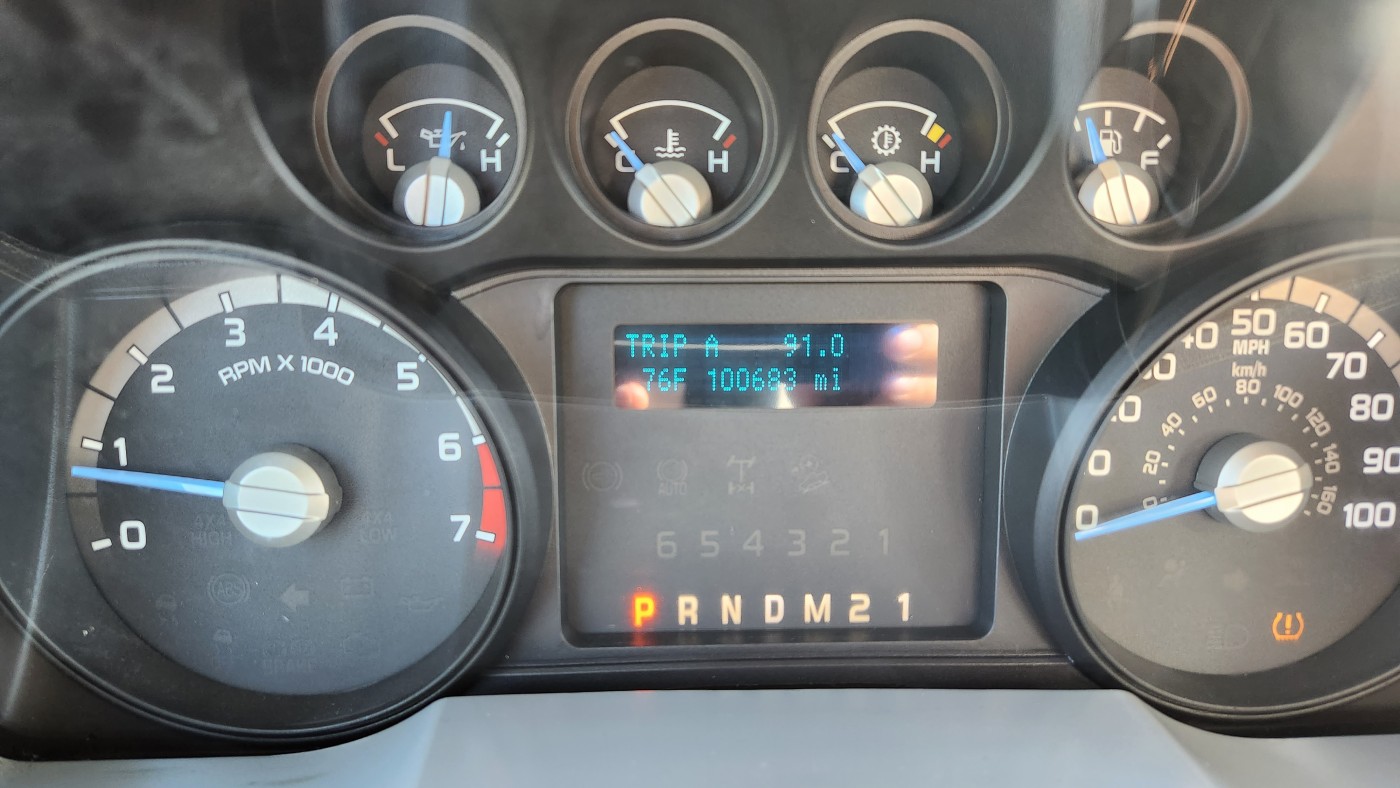 L H
C H
C H
F
0 1 2 3 4 5 6 7
RPM X 1000
4X4 HIGH
4X4 LOW
ABS
TRIP A 91.0
76F 100683 mi
AUTO
6 5 4 3 2 1
P R N D M 2 1
50 60 70 80 90 100
MPH
km/h
20 40 60 80 100 120 140 160